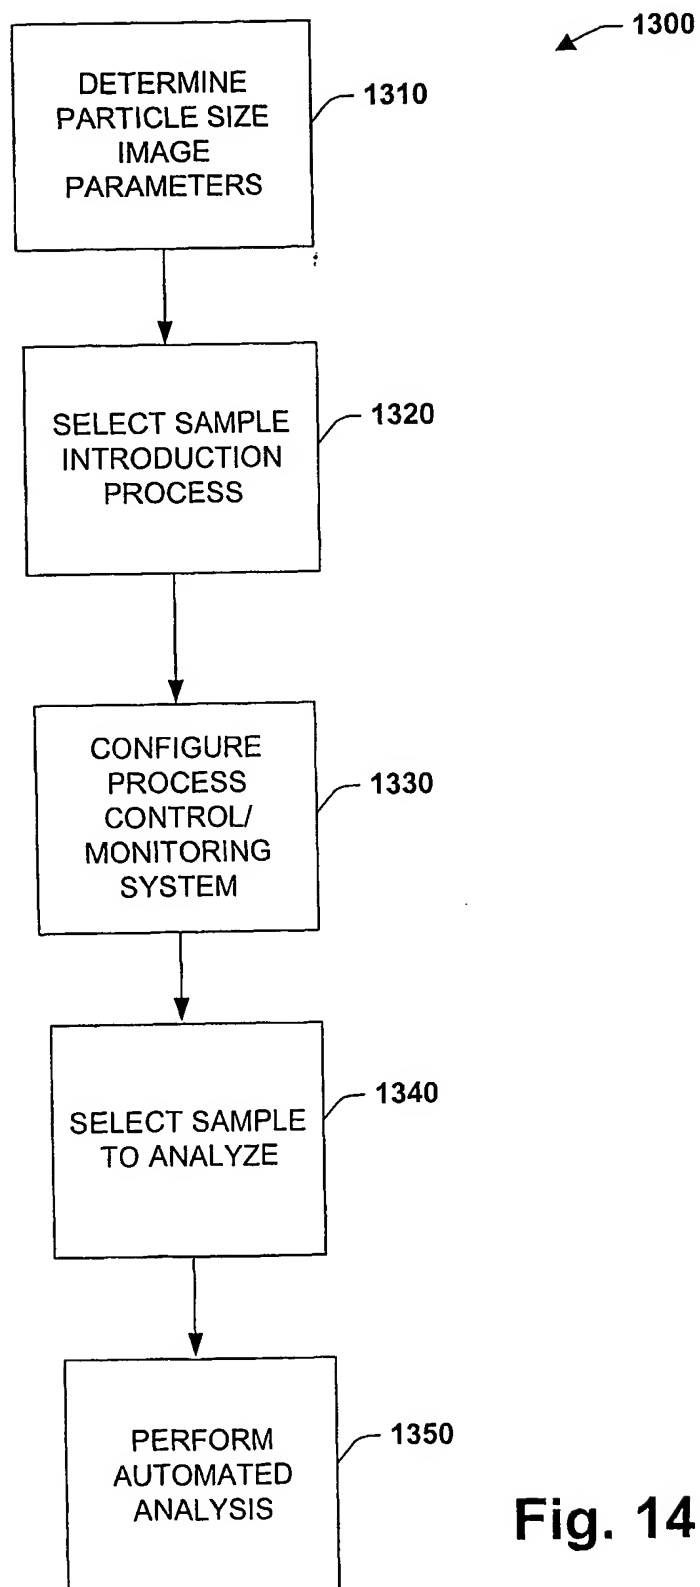 1300
DETERMINE
PARTICLE SIZE
IMAGE
PARAMETERS
1310
SELECT SAMPLE
INTRODUCTION
PROCESS
1320
CONFIGURE
PROCESS
CONTROL/
MONITORING
SYSTEM
1330
SELECT SAMPLE
TO ANALYZE
1340
PERFORM
AUTOMATED
ANALYSIS
1350
Fig. 14